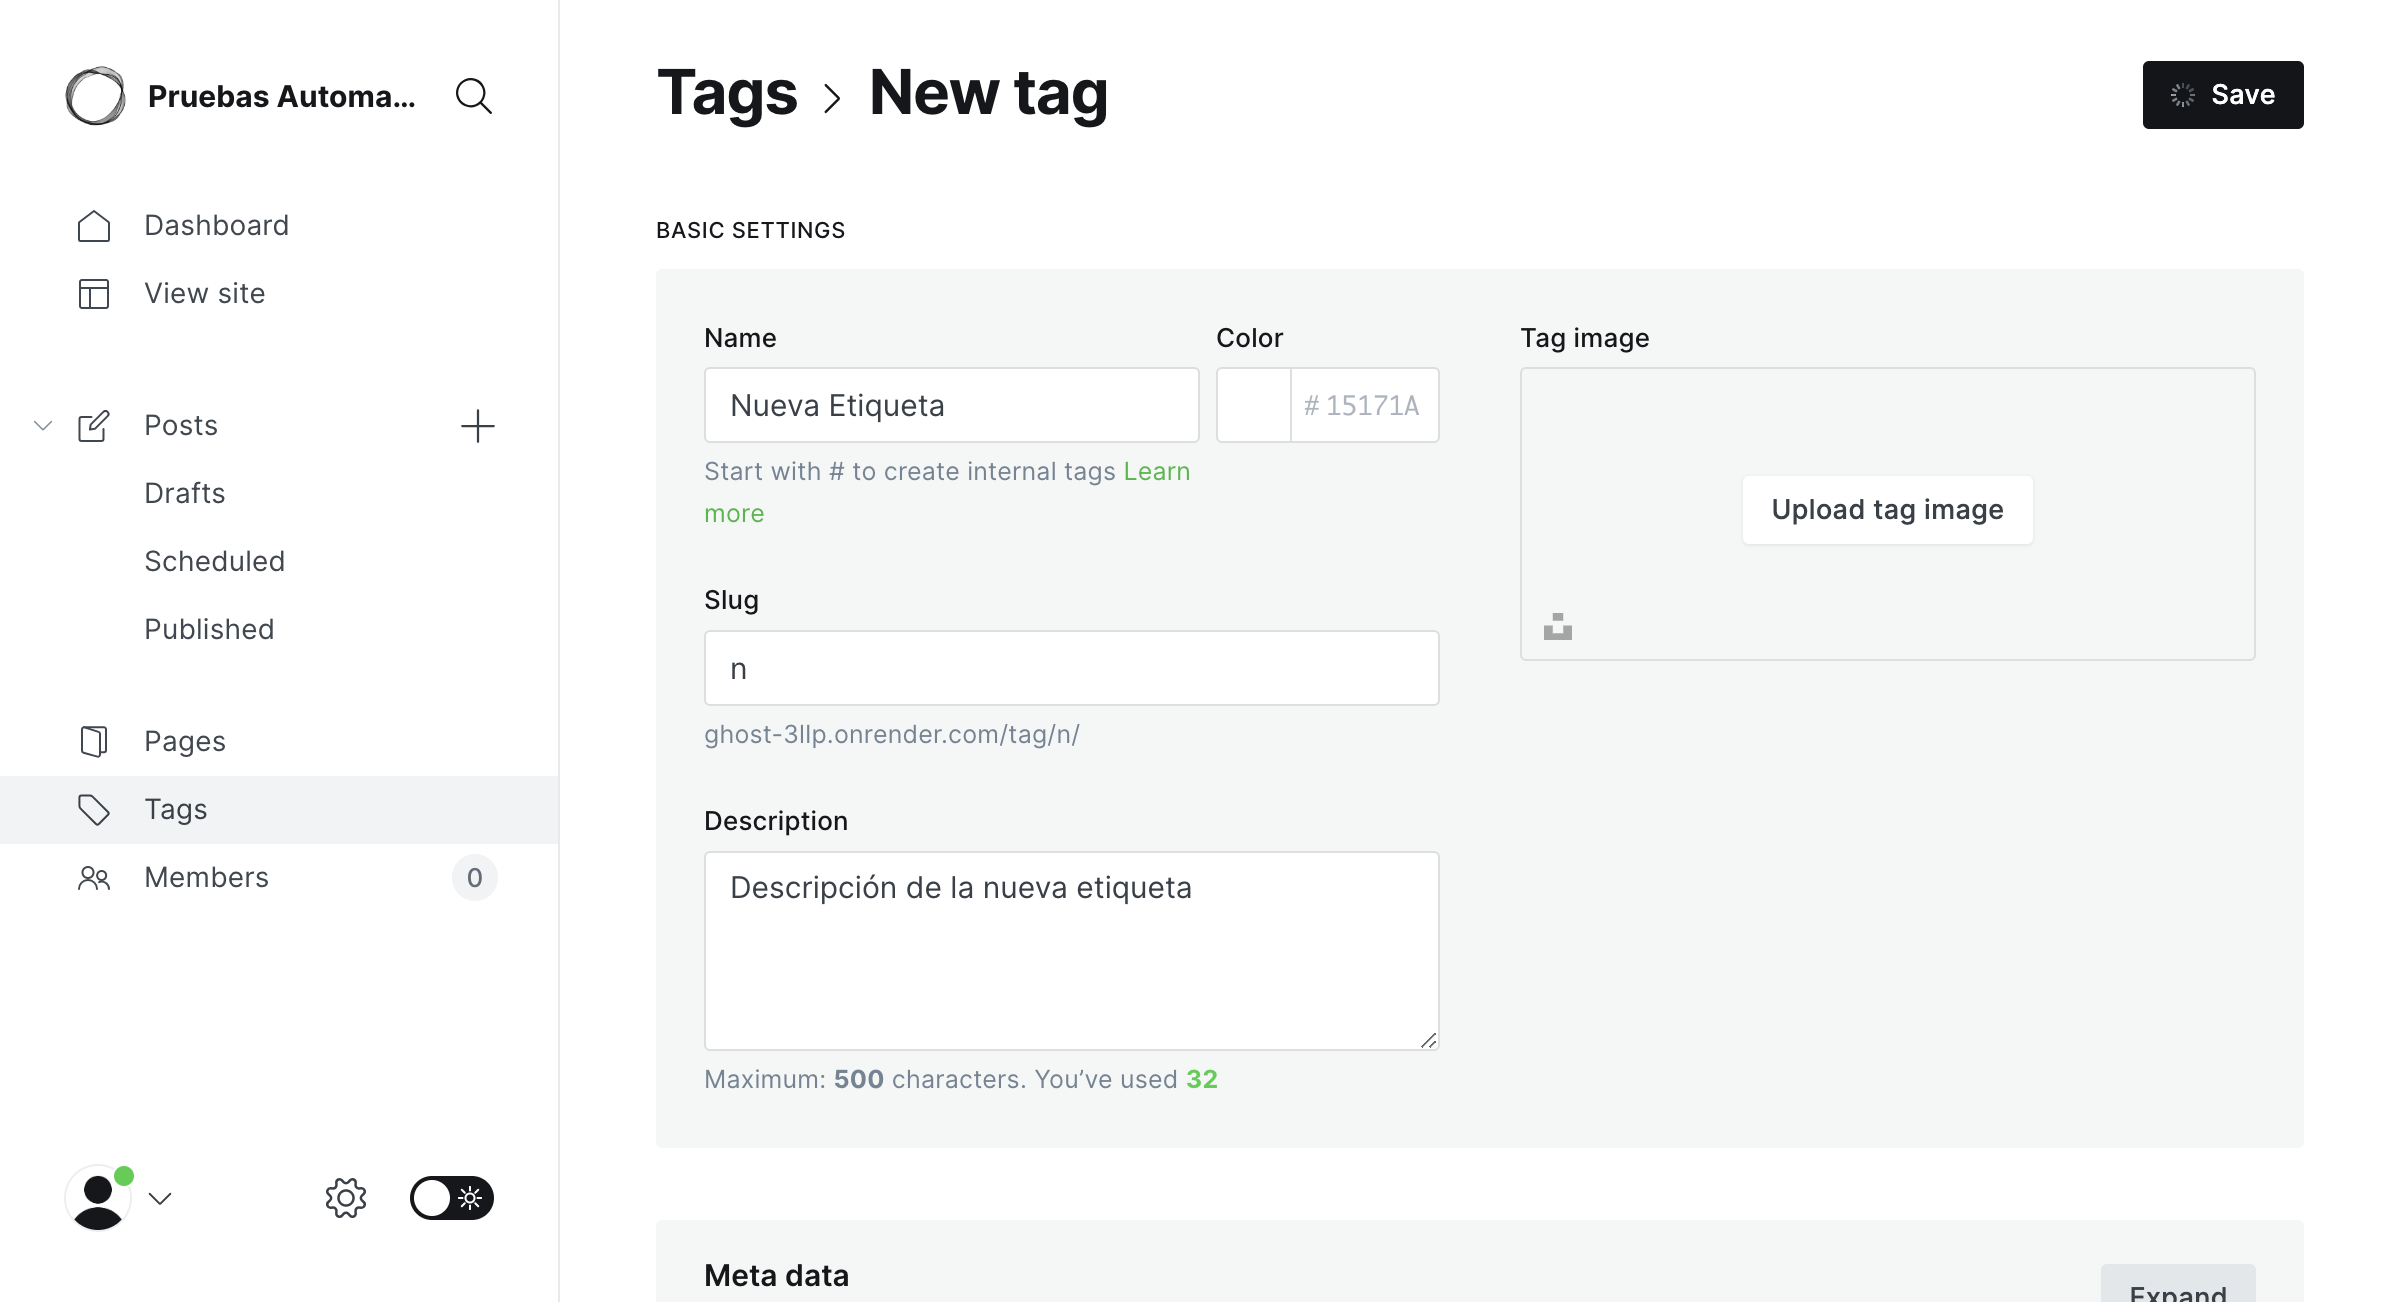 Pruebas Automa...
Dashboard
View site
Posts
Drafts
Scheduled
Published
Pages
Tags
Members
0
Tags > New tag
Save
BASIC SETTINGS
Name
Nueva Etiqueta
Start with # to create internal tags Learn
more
Color
# 15171A
Slug
n
ghost-3llp.onrender.com/tag/n/
Description
Descripción de la nueva etiqueta
Maximum: 500 characters. You’ve used 32
Tag image
Upload tag image
Meta data
Expand